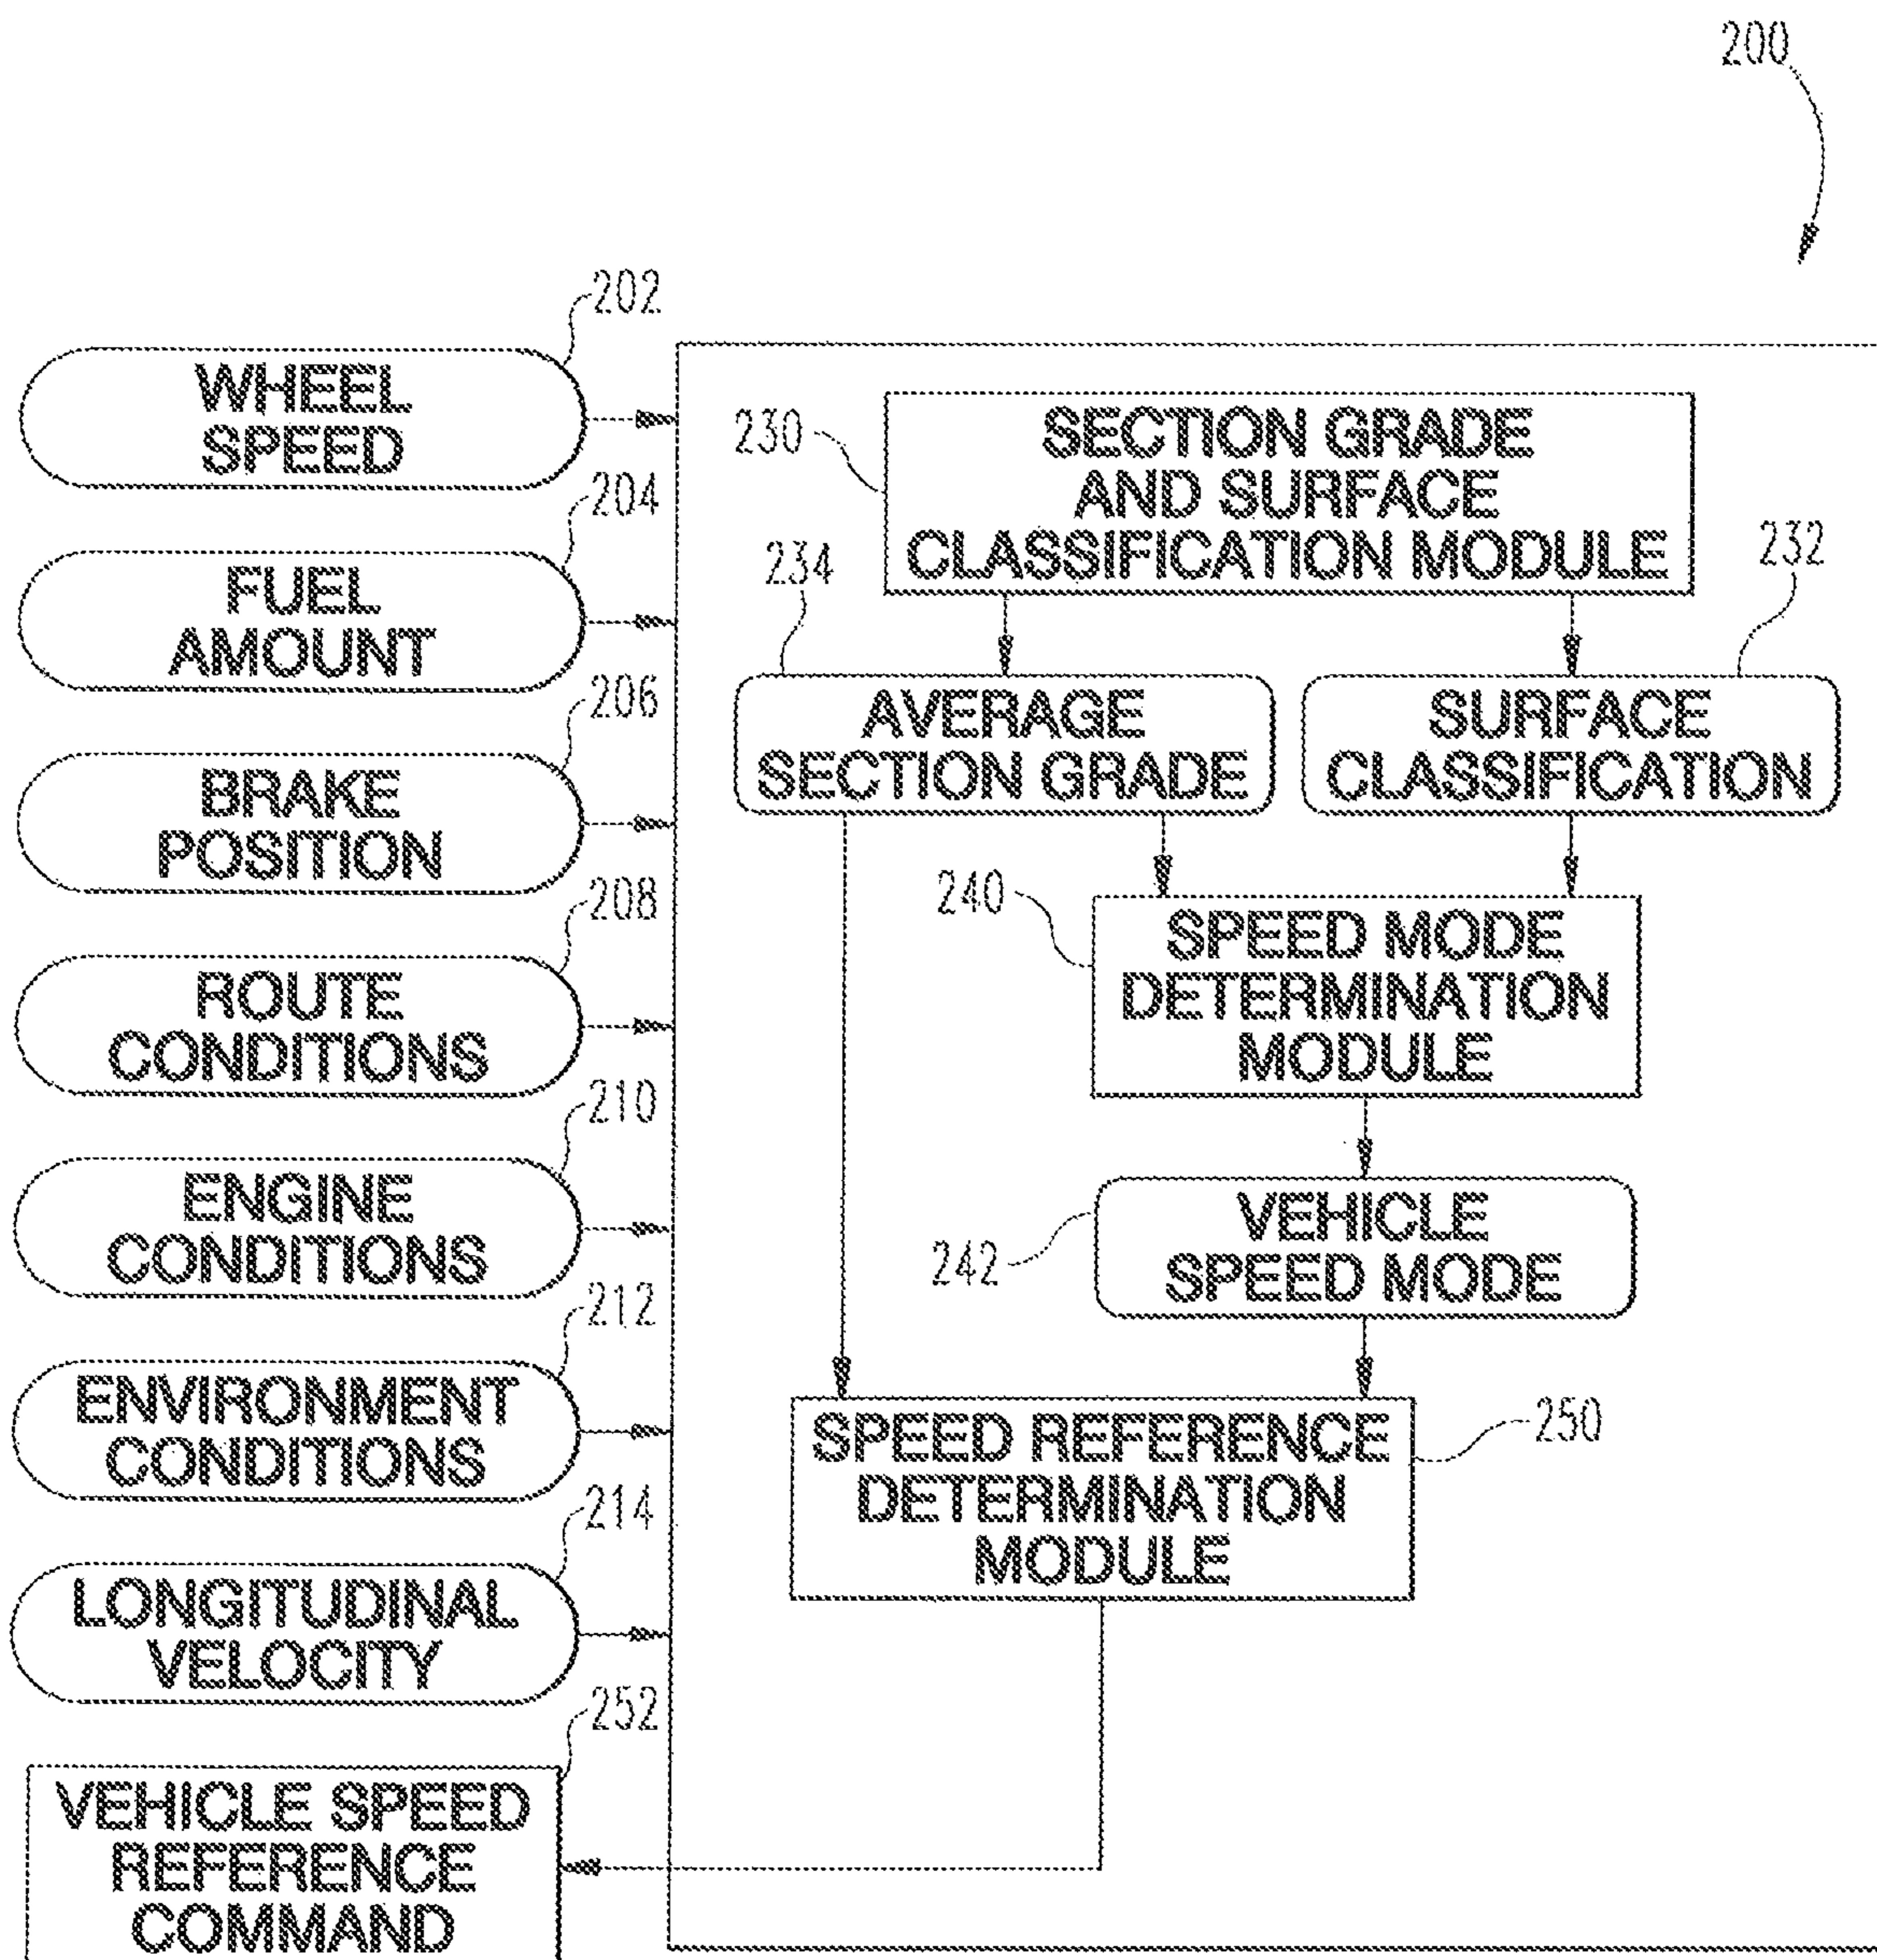 200
202
WHEEL
SPEED
204
FUEL
AMOUNT
206
BRAKE
POSITION
208
ROUTE
CONDITIONS
210
ENGINE
CONDITIONS
212
ENVIRONMENT
CONDITIONS
214
LONGITUDINAL
VELOCITY
252
VEHICLE SPEED
REFERENCE
COMMAND
230
SECTION GRADE
AND SURFACE
CLASSIFICATION MODULE
234
AVERAGE
SECTION GRADE
232
SURFACE
CLASSIFICATION
240
SPEED MODE
DETERMINATION
MODULE
242
VEHICLE
SPEED MODE
250
SPEED REFERENCE
DETERMINATION
MODULE